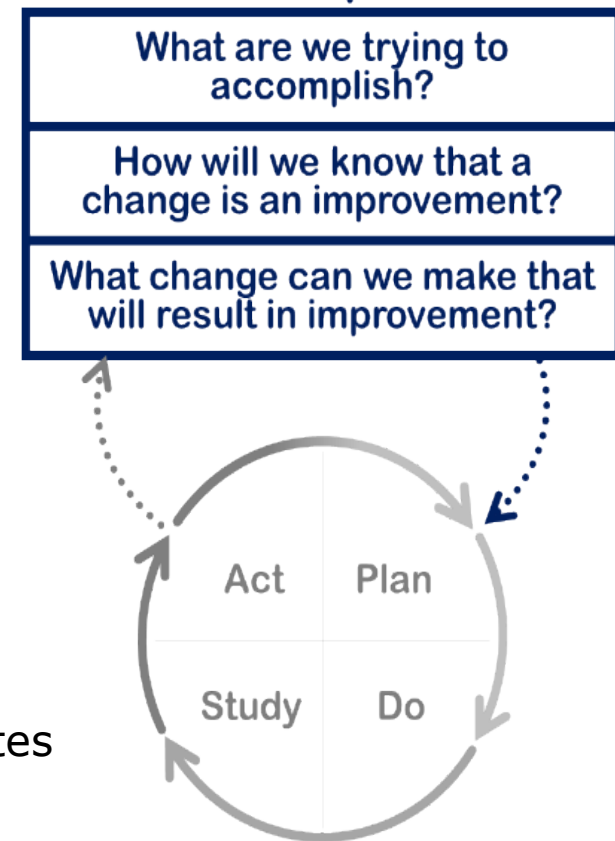 What are we trying to
accomplish?
How will we know that a
change is an improvement?
What change can we make that
will result in improvement?
Act Plan
Study Do